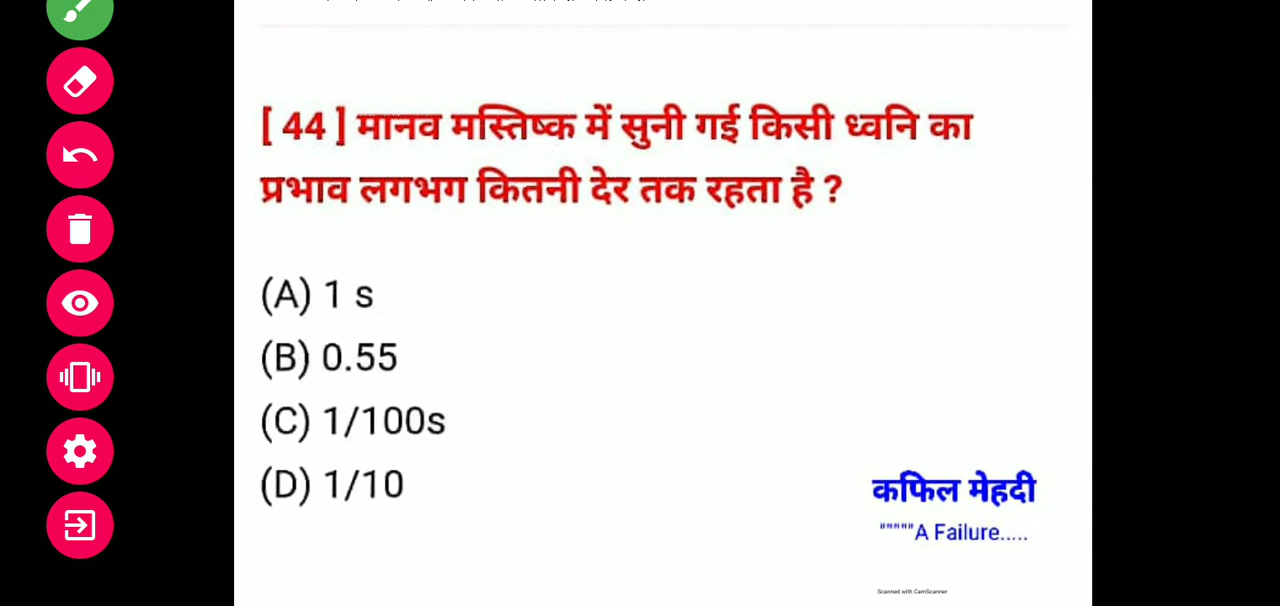 [ 44 ] मानव मस्तिष्क में सुनी गई किसी ध्वनि का
प्रभाव लगभग कितनी देर तक रहता है ?
(A) 1 s
(B) 0.55
(C) 1/100s
(D) 1/10
कफिल मेहदी
"""""A Failure.....
Scanned with CamScanner